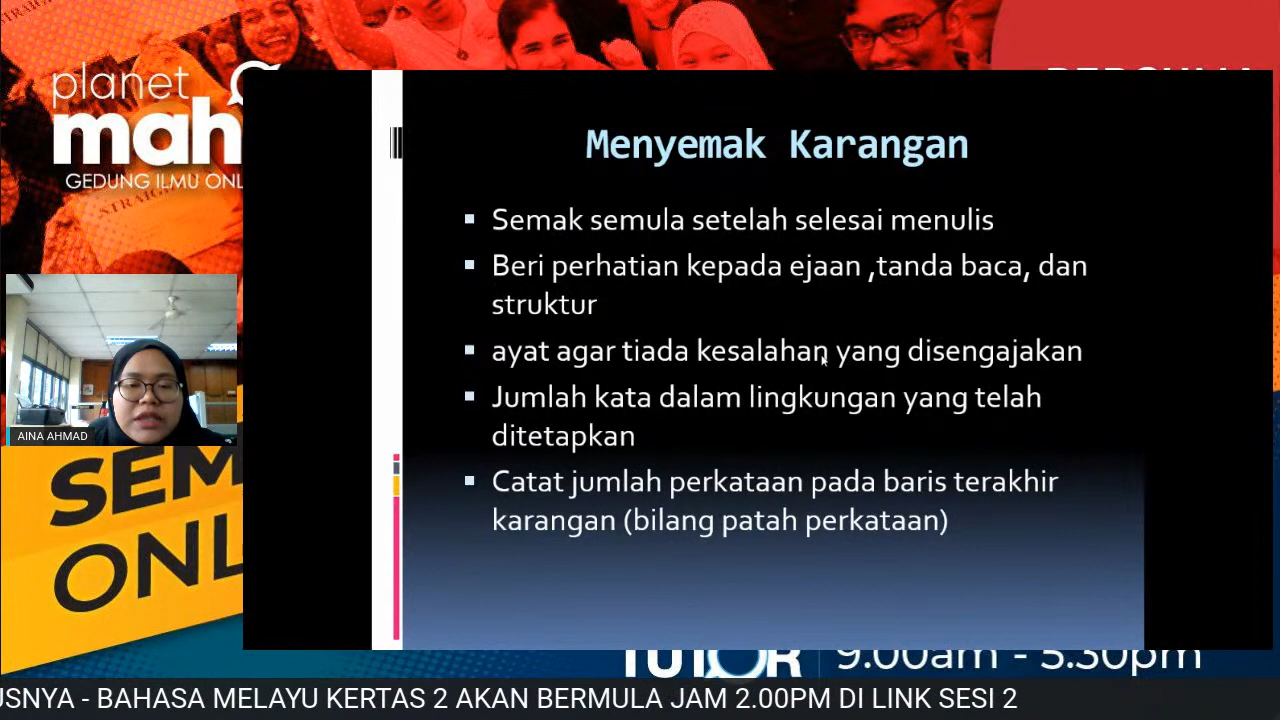 STRAIG
planet
mah
GEDUNG ILMU ONL
STRAIG
Menyemak Karangan
Semak semula setelah selesai menulis
Beri perhatian kepada ejaan ,tanda baca, dan
struktur
ayat agar tiada kesalahan yang disengajakan
Jumlah kata dalam lingkungan yang telah
ditetapkan
Catat jumlah perkataan pada baris terakhir
karangan (bilang patah perkataan)
AINA AHMAD
SEM
ONL
TUTOR
9.00am - 5.30pm
USNYA - BAHASA MELAYU KERTAS 2 AKAN BERMULA JAM 2.00PM DI LINK SESI 2